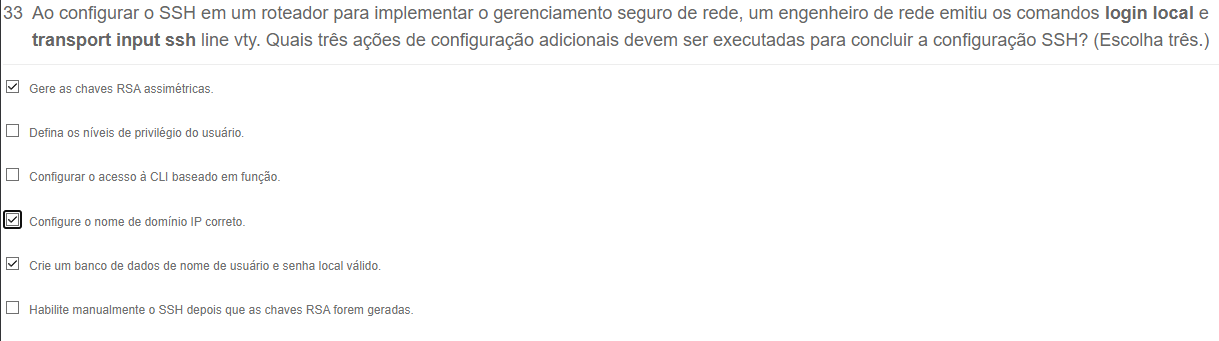 33 Ao configurar o SSH em um roteador para implementar o gerenciamento seguro de rede, um engenheiro de rede emitiu os comandos login local e
transport input ssh line vty. Quais três ações de configuração adicionais devem ser executadas para concluir a configuração SSH? (Escolha três.)
Gere as chaves RSA assimétricas.
Defina os níveis de privilégio do usuário.
Configurar o acesso à CLI baseado em função.
Configure o nome de domínio IP correto.
Crie um banco de dados de nome de usuário e senha local válido.
Habilite manualmente o SSH depois que as chaves RSA forem geradas.